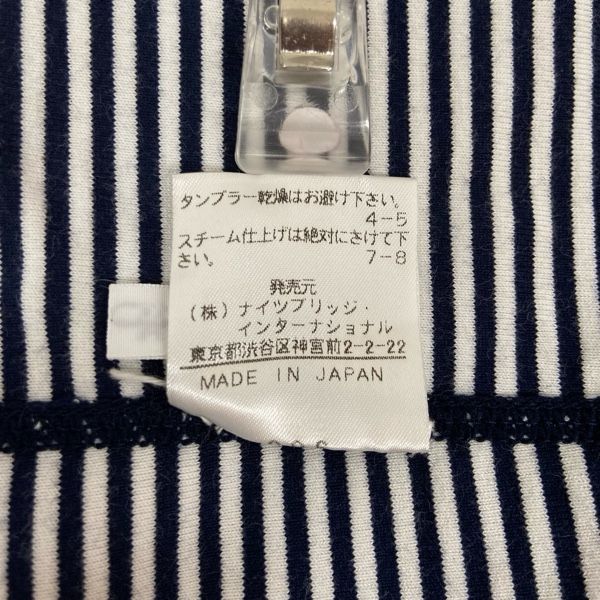 タンブラー乾燥はお避け下さい。
4-5
スチーム仕上げは絶対にさけて下
さい。 7-8
発売元
(株)ナイツブリッジ・
インターナショナル
東京都渋谷区神宮前2-2-22
MADE IN JAPAN